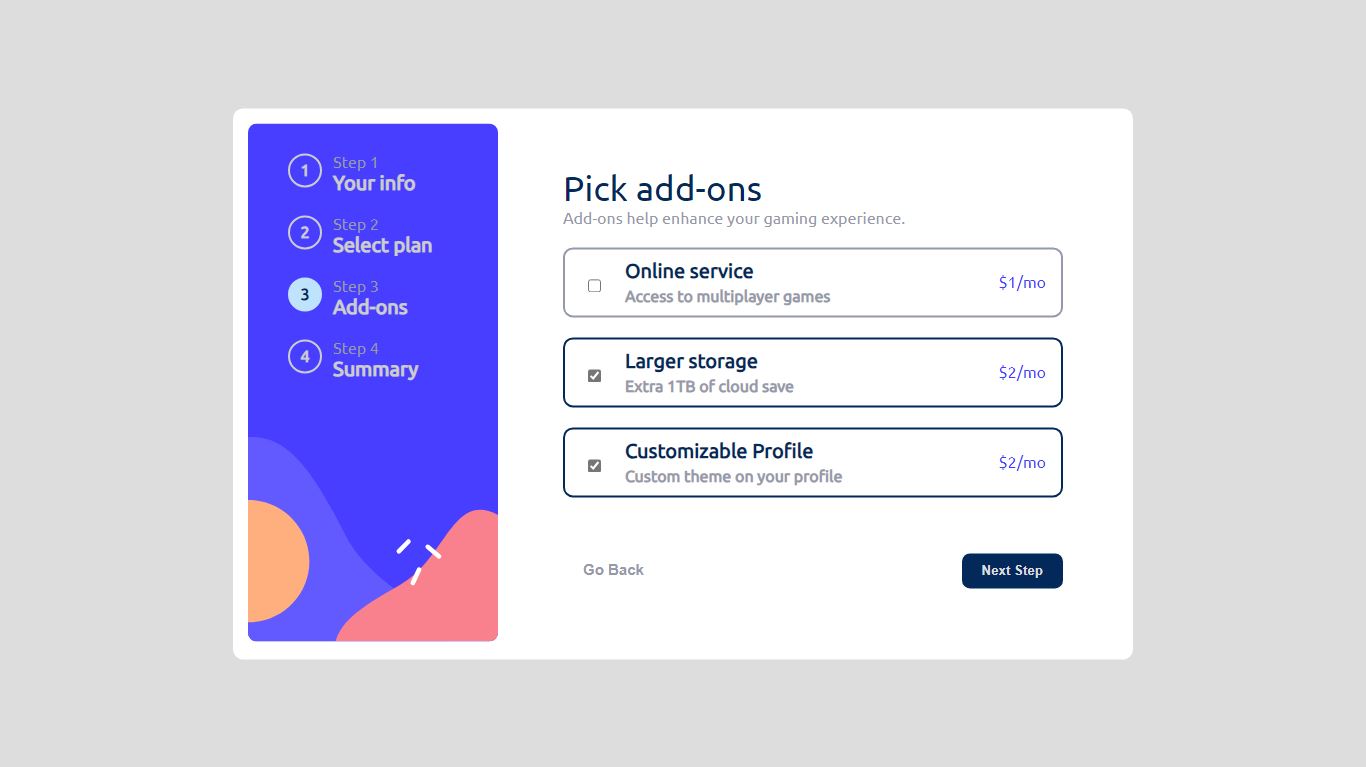 1
Step 1
Your info
2
Step 2
Select plan
3
Step 3
Add-ons
4
Step 4
Summary
Pick add-ons
Add-ons help enhance your gaming experience.
Online service
Access to multiplayer games
$1/mo
Larger storage
Extra 1TB of cloud save
$2/mo
Customizable Profile
Custom theme on your profile
$2/mo
Go Back
Next Step